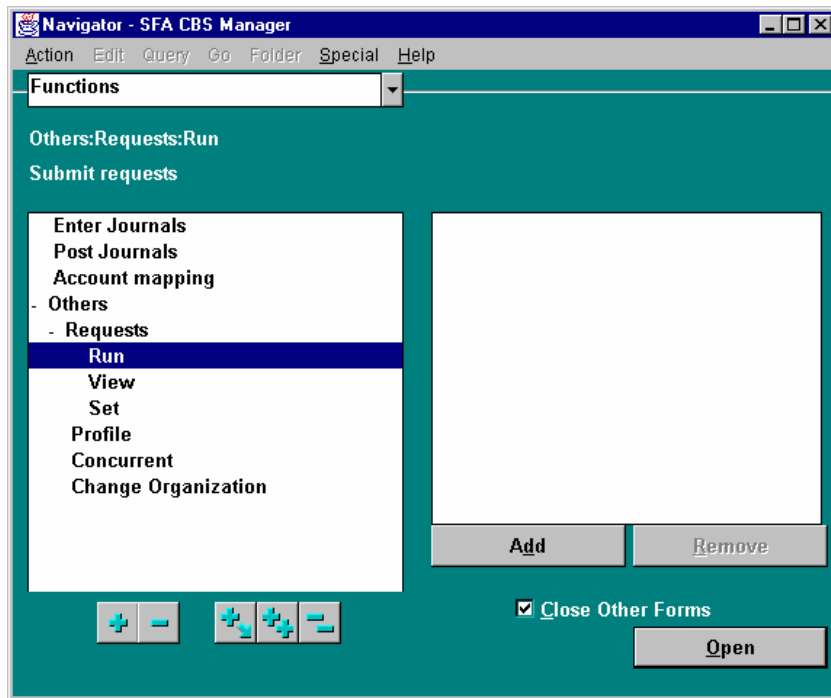 Navigator - SFA CBS Manager
Action Edit Query Go Folder Special Help
Functions
Others:Requests:Run
Submit requests
Enter Journals
Post Journals
Account mapping
- Others
- Requests
Run
View
Set
Profile
Concurrent
Change Organization
Add Remove
Close Other Forms
Open